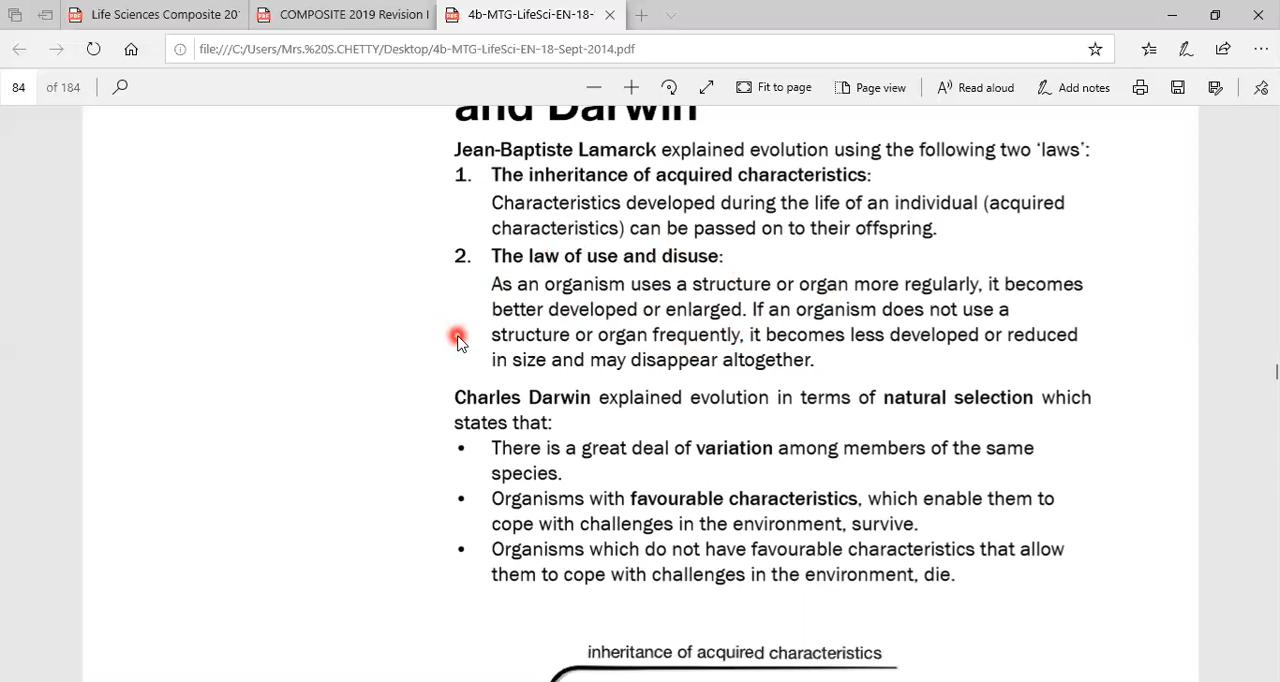 Life Sciences Composite 20
COMPOSITE 2019 Revision
4b-MTG-LifeSci-EN-18-
file:///C:/Users/Mrs.%20S.CHETTY/Desktop/4b-MTG-LifeSci-EN-18-Sept-2014.pdf
84 of 184
Fit to page
Page view
Read aloud
Add notes
and Darwin
Jean-Baptiste Lamarck explained evolution using the following two ‘laws’:
1. The inheritance of acquired characteristics:
Characteristics developed during the life of an individual (acquired
characteristics) can be passed on to their offspring.
2. The law of use and disuse:
As an organism uses a structure or organ more regularly, it becomes
better developed or enlarged. If an organism does not use a
structure or organ frequently, it becomes less developed or reduced
in size and may disappear altogether.
Charles Darwin explained evolution in terms of natural selection which
states that:
• There is a great deal of variation among members of the same
species.
• Organisms with favourable characteristics, which enable them to
cope with challenges in the environment, survive.
• Organisms which do not have favourable characteristics that allow
them to cope with challenges in the environment, die.
inheritance of acquired characteristics